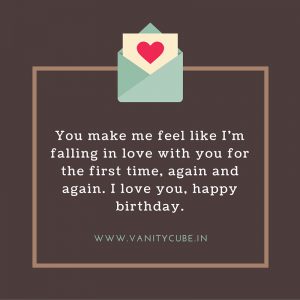 You make me feel like I'm
falling in love with you for
the first time, again and
again. I love you, happy
birthday.
WWW.VANITYCUBE.IN